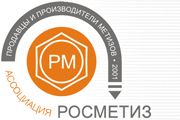 ПРОДАВЦЫ И ПРОИЗВОДИТЕЛИ МЕТИЗОВ • 2001
РМ
АССОЦИАЦИЯ
РОСМЕТИЗ